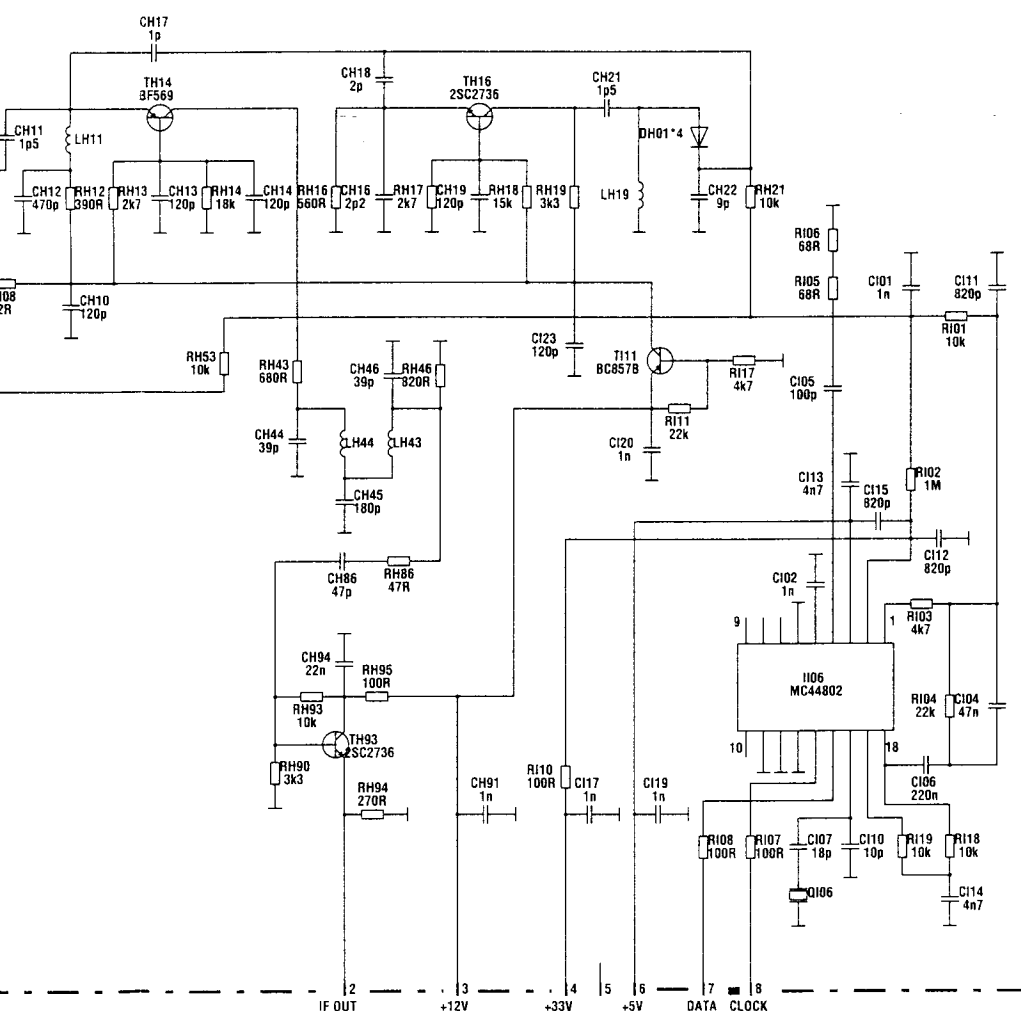 CH17
1p
TH14
BF569
CH18
2p
TH16
2SC2736
CH21
1p5
CH11
1p5
LH11
DH01*4
CH12
470p
RH12
390R
RH13
2k7
CH13
120p
RH14
18k
CH14
120p
RH16
560R
CH16
2p2
RH17
2k7
CH19
120p
RH18
15k
RH19
3k3
LH19
CH22
9p
RH21
10k
RI06
68R
RI05
68R
CI01
1n
CI11
820p
I08
2R
CH10
120p
RI01
10k
RH53
10k
RH43
680R
CH46
39p
RH46
820R
CI23
120p
TI11
BC857B
RI17
4k7
CI05
100p
RI11
22k
CH44
39p
LH44
LH43
CI20
1n
CH45
180p
CI13
4n7
CI15
820p
RI02
1M
CI12
820p
CH86
47p
RH86
47R
CI02
1n
9
1
RI03
4k7
CH94
22n
RH95
100R
II06
MC44802
RH93
10k
RI04
22k
CI04
47n
TH93
2SC2736
10
18
RH90
3k3
CI06
220n
RH94
270R
CH91
1n
RI10
100R
CI17
1n
CI19
1n
RI08
100R
RI07
100R
CI07
18p
CI10
10p
RI19
10k
RI18
10k
QI06
CI14
4n7
2
3
4
5
6
7
8
IF OUT
+12V
+33V
+5V
DATA
CLOCK